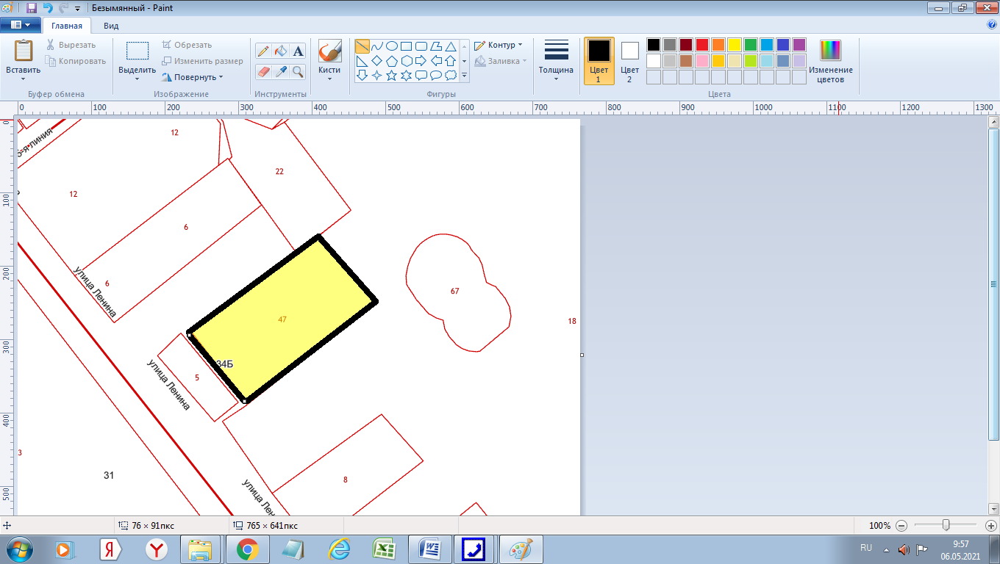 Безымянный - Paint
Главная
Вид
Вставить
Вырезать
Копировать
Буфер обмена
Выделить
Обрезать
Изменить размер
Повернуть
Изображение
A
Инструменты
Кисти
Фигуры
Контур
Заливка
Толщина
Цвет
1
Цвет
2
Изменение
цветов
Цвета
0 100 200 300 400 500 600 700 800 900 1000 1100 1200 1300
0
100
200
300
400
500
6-я линия
12
22
12
6
6
улица Ленина
47
67
18
34Б
5
улица Ленина
3
31
8
улица Лен
76 × 91пкс
765 × 641пкс
100%
Я
Y
RU
9:57
06.05.2021